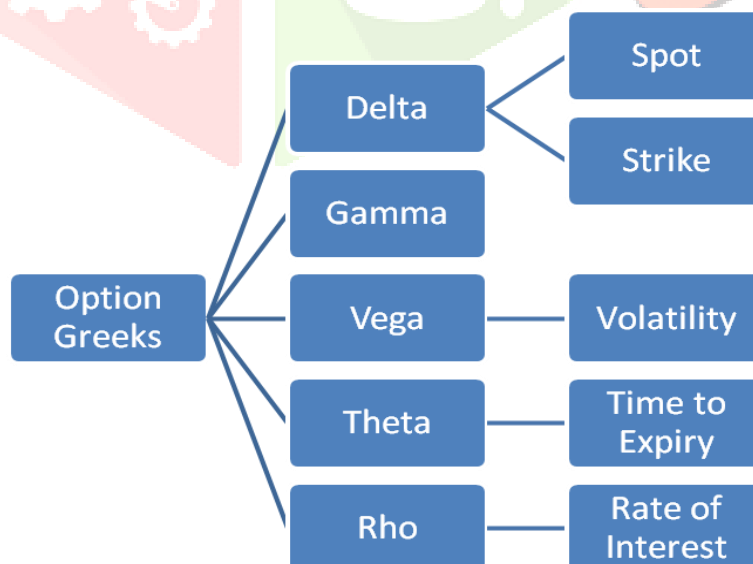 Option
Greeks
Delta
Spot
Strike
Gamma
Vega
Volatility
Theta
Time to
Expiry
Rho
Rate of
Interest